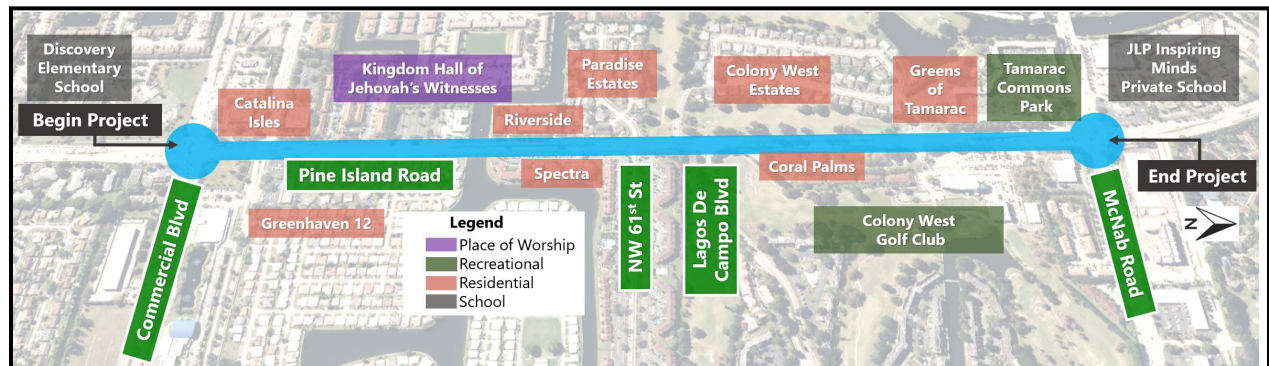 Discovery
Elementary
School
Begin Project
Catalina
Isles
Kingdom Hall of
Jehovah's Witnesses
Riverside
Paradise
Estates
Colony West
Estates
Greens
of
Tamarac
Tamarac
Commons
Park
JLP Inspiring
Minds
Private School
Pine Island Road
Spectra
Coral Palms
End Project
Commercial Blvd
Greenhaven 12
NW 61st St
Lagos De
Campo Blvd
Colony West
Golf Club
McNab Road
N
Legend
Place of Worship
Recreational
Residential
School